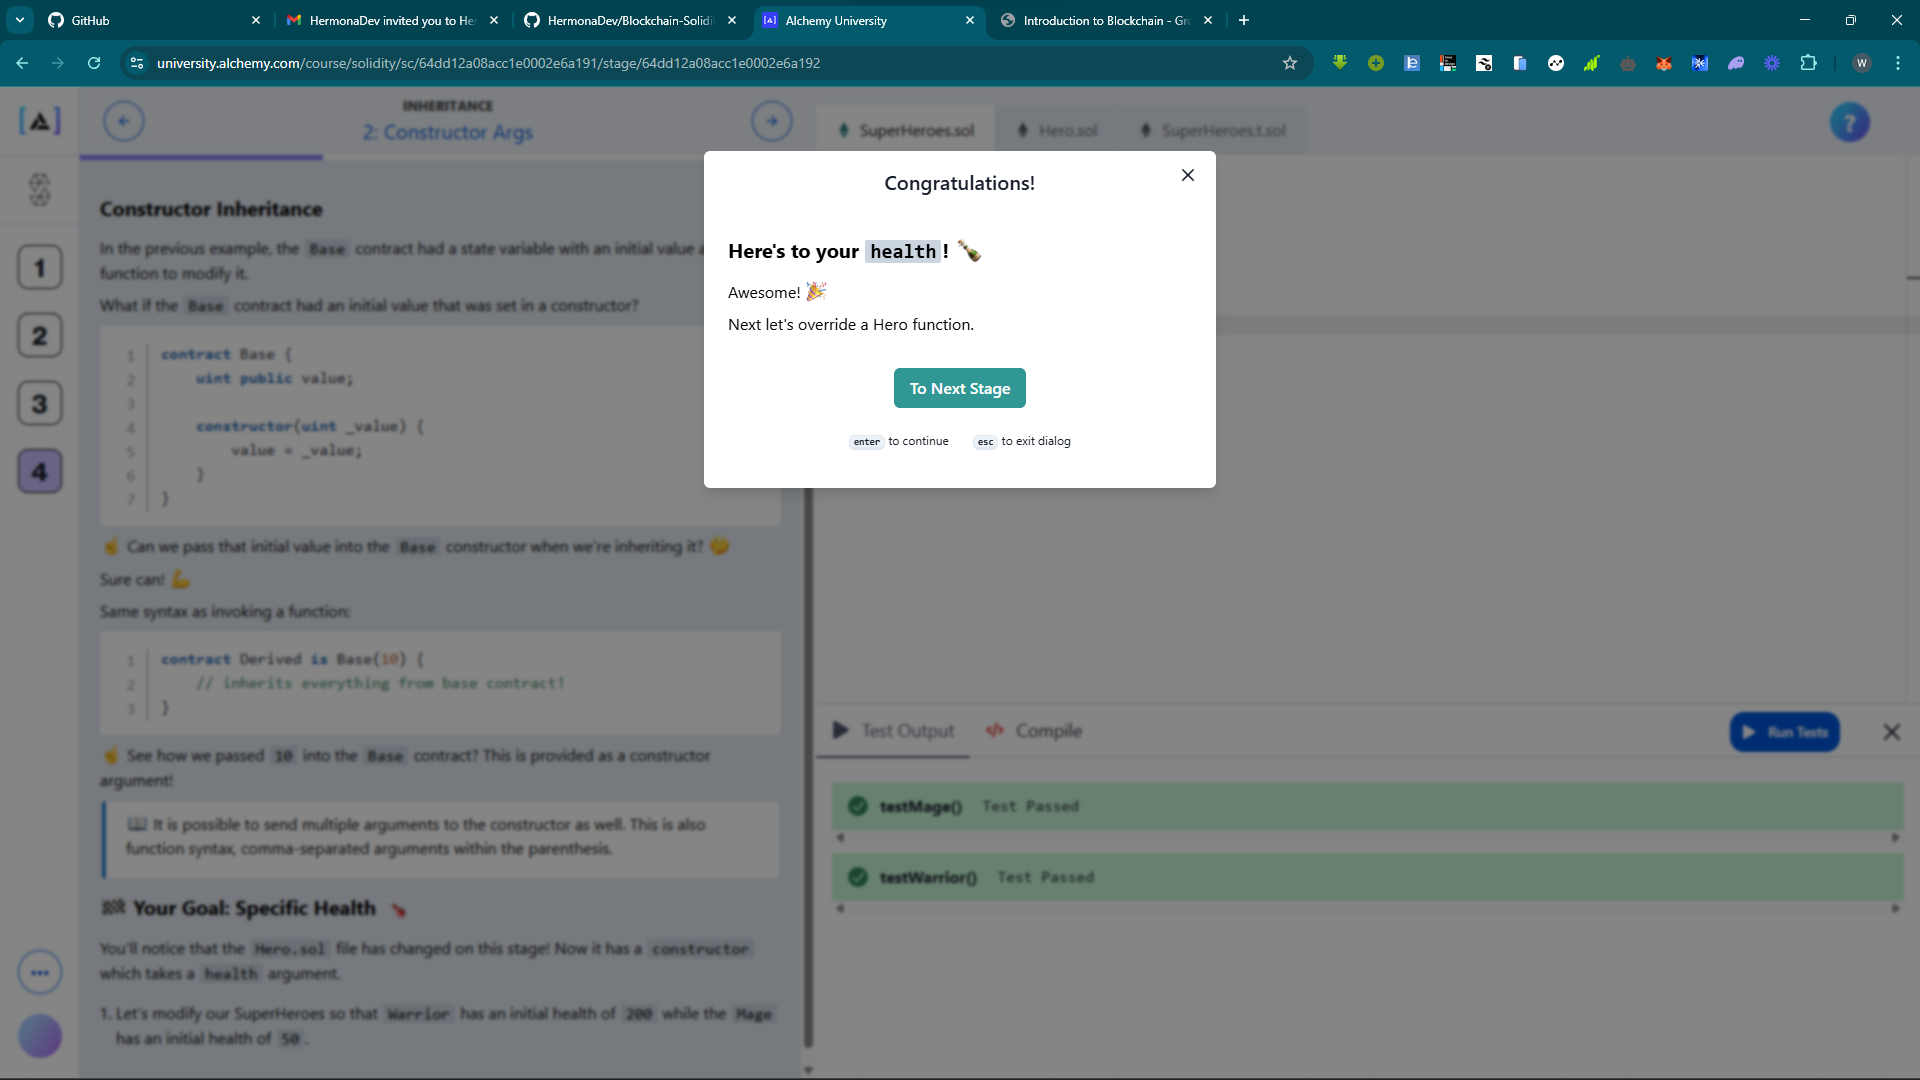 GitHub
HermonaDev invited you to He
HermonaDev/Blockchain-Solidi
Alchemy University
Introduction to Blockchain - Gr
university.alchemy.com/course/solidity/sc/64dd12a08acc1e0002e6a191/stage/64dd12a08acc1e0002e6a192
W
INHERITANCE
2: Constructor Args
SuperHeroes.sol
Hero.sol
SuperHeroes.t.sol
?
1
2
3
4
Constructor Inheritance
In the previous example, the Base contract had a state variable with an initial value a
function to modify it.
What if the Base contract had an initial value that was set in a constructor?
1 contract Base {
2 uint public value;
3
4 constructor(uint _value) {
5 value = _value;
6 }
7 }
Can we pass that initial value into the Base constructor when we're inheriting it?
Sure can!
Same syntax as invoking a function:
1 contract Derived is Base(10) {
2 // inherits everything from base contract!
3 }
See how we passed 10 into the Base contract? This is provided as a constructor
argument!
It is possible to send multiple arguments to the constructor as well. This is also
function syntax, comma-separated arguments within the parenthesis.
Your Goal: Specific Health
You'll notice that the Hero.sol file has changed on this stage! Now it has a constructor
which takes a health argument.
1. Let's modify our SuperHeroes so that Warrior has an initial health of 200 while the Mage
has an initial health of 50.
Congratulations!
Here's to your health!
Awesome!
Next let's override a Hero function.
To Next Stage
enter to continue
esc to exit dialog
Test Output
Compile
Run Tests
testMage() Test Passed
testWarrior() Test Passed